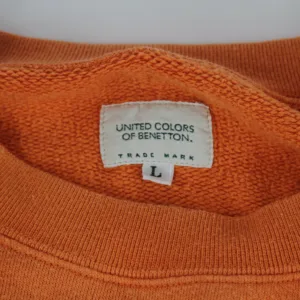 UNITED COLORS
OF BENETTON.
TRADE MARK
L